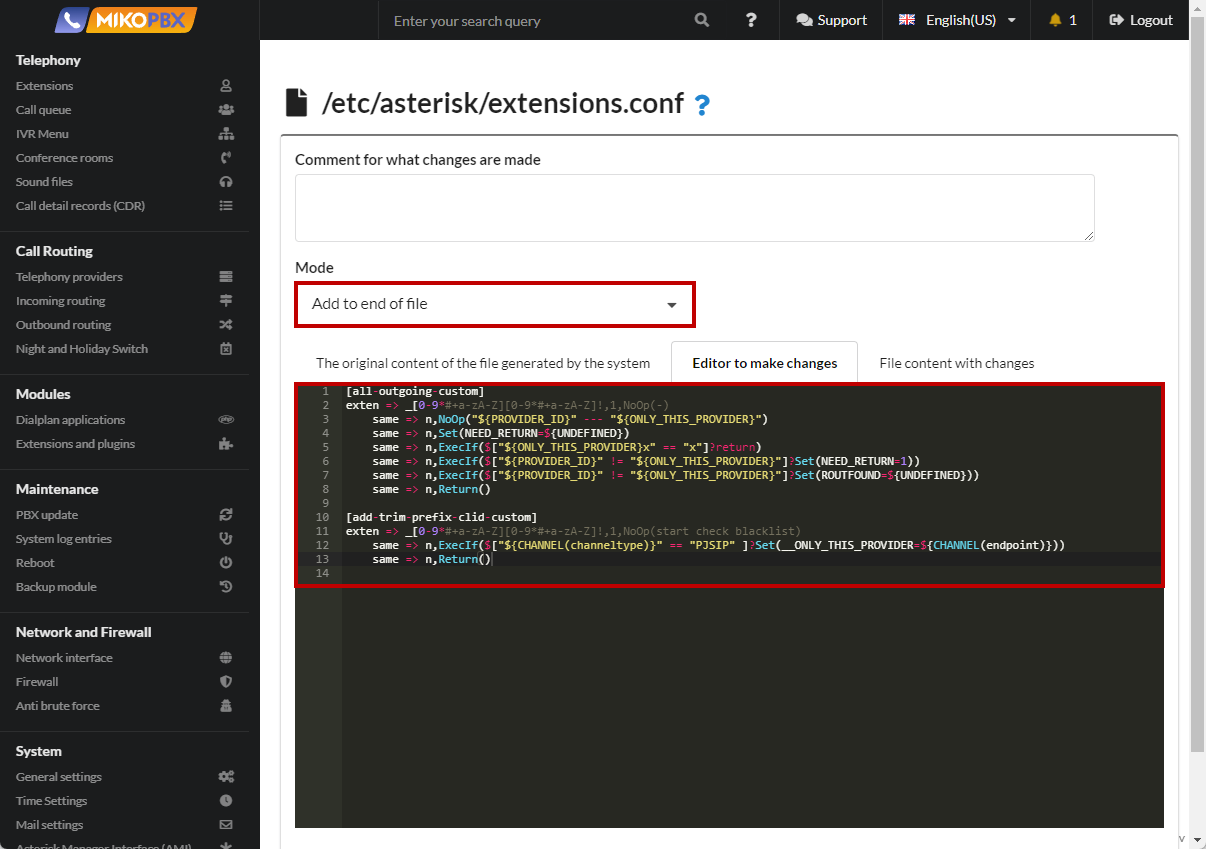 MIKOPBX
Enter your search query
?
Support
English(US)
1
Logout
Telephony
Extensions
Call queue
IVR Menu
Conference rooms
Sound files
Call detail records (CDR)
Call Routing
Telephony providers
Incoming routing
Outbound routing
Night and Holiday Switch
Modules
Dialplan applications
Extensions and plugins
Maintenance
PBX update
System log entries
Reboot
Backup module
Network and Firewall
Network interface
Firewall
Anti brute force
System
General settings
Time Settings
Mail settings
Asterisk Manager Interface (AMI)
/etc/asterisk/extensions.conf ?
Comment for what changes are made
Mode
Add to end of file
The original content of the file generated by the system
Editor to make changes
File content with changes
1 [all-outgoing-custom]
2 exten => _[0-9*#+a-zA-Z][0-9*#+a-zA-Z]!,1,NoOp(-)
3 same => n,NoOp("${PROVIDER_ID}" --- "${ONLY_THIS_PROVIDER}")
4 same => n,Set(NEED_RETURN=${UNDEFINED})
5 same => n,ExecIf($["${ONLY_THIS_PROVIDER}x" == "x"]?return)
6 same => n,ExecIf($["${PROVIDER_ID}" != "${ONLY_THIS_PROVIDER}"]?Set(NEED_RETURN=1))
7 same => n,ExecIf($["${PROVIDER_ID}" != "${ONLY_THIS_PROVIDER}"]?Set(ROUTFOUND=${UNDEFINED}))
8 same => n,Return()
9
10 [add-trim-prefix-clid-custom]
11 exten => _[0-9*#+a-zA-Z][0-9*#+a-zA-Z]!,1,NoOp(start check blacklist)
12 same => n,ExecIf($["${CHANNEL(channeltype)}" == "PJSIP" ]?Set(__ONLY_THIS_PROVIDER=${CHANNEL(endpoint)}))
13 same => n,Return()
14
v